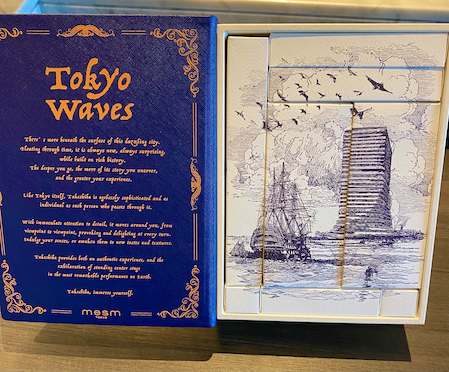 Tokyo
Waves
There's more beneath the surface of this dazzling city.
Floating through time, it is always new, always surprising,
while built on rich history.
The deeper you go, the more of its story you uncover,
and the greater your experience.
Like Tokyo itself, Takeshiba is endlessly sophisticated and as
individual as each person who passes through it.
With immaculate attention to detail, it moves around you, from
viewpoint to viewpoint, provoking and delighting at every turn.
Indulge your senses, or awaken them to new tastes and textures.
Takeshiba provides both an authentic experience, and the
exhilaration of standing center stage
in the most remarkable performance on Earth.
Takeshiba, immerse yourself.
mesm
TOKYO